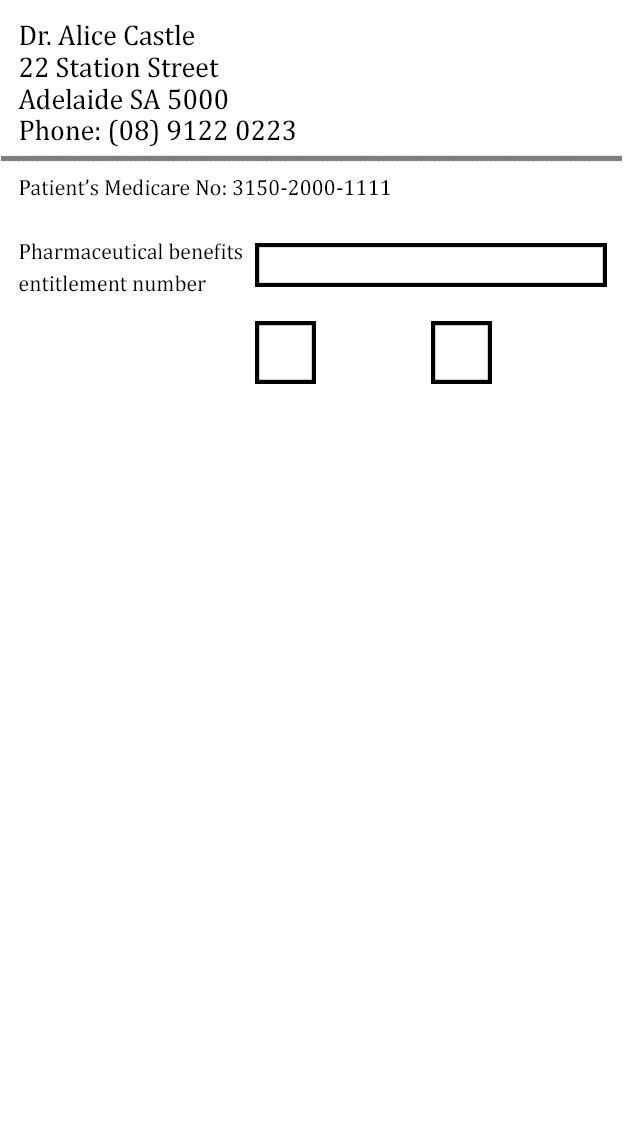 Dr. Alice Castle
22 Station Street
Adelaide SA 5000
Phone: (08) 9122 0223
Patient’s Medicare No: 3150-2000-1111
Pharmaceutical benefits
entitlement number